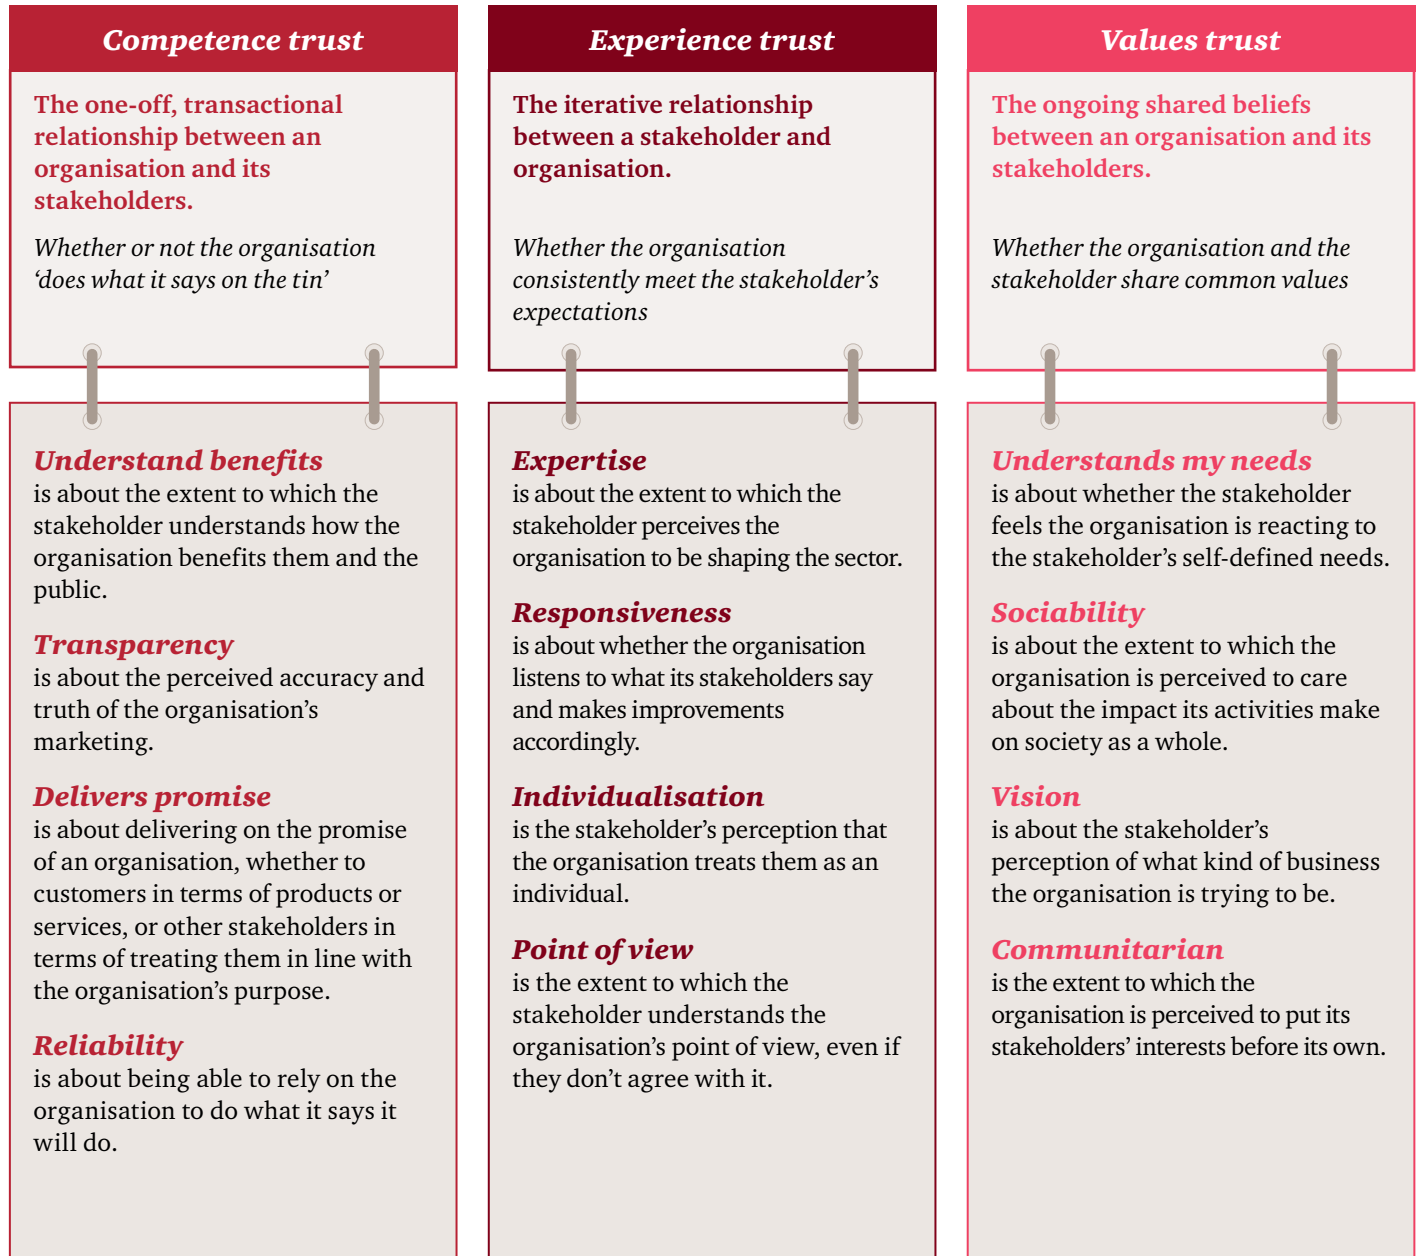 Competence trust
The one-off, transactional
relationship between an
organisation and its
stakeholders.
Whether or not the organisation
‘does what it says on the tin’
Understand benefits
is about the extent to which the
stakeholder understands how the
organisation benefits them and the
public.
Transparency
is about the perceived accuracy and
truth of the organisation’s
marketing.
Delivers promise
is about delivering on the promise
of an organisation, whether to
customers in terms of products or
services, or other stakeholders in
terms of treating them in line with
the organisation’s purpose.
Reliability
is about being able to rely on the
organisation to do what it says it
will do.
Experience trust
The iterative relationship
between a stakeholder and
organisation.
Whether the organisation
consistently meet the stakeholder’s
expectations
Expertise
is about the extent to which the
stakeholder perceives the
organisation to be shaping the sector.
Responsiveness
is about whether the organisation
listens to what its stakeholders say
and makes improvements
accordingly.
Individualisation
is the stakeholder’s perception that
the organisation treats them as an
individual.
Point of view
is the extent to which the
stakeholder understands the
organisation’s point of view, even if
they don’t agree with it.
Values trust
The ongoing shared beliefs
between an organisation and its
stakeholders.
Whether the organisation and the
stakeholder share common values
Understands my needs
is about whether the stakeholder
feels the organisation is reacting to
the stakeholder’s self-defined needs.
Sociability
is about the extent to which the
organisation is perceived to care
about the impact its activities make
on society as a whole.
Vision
is about the stakeholder’s
perception of what kind of business
the organisation is trying to be.
Communitarian
is the extent to which the
organisation is perceived to put its
stakeholders’ interests before its own.